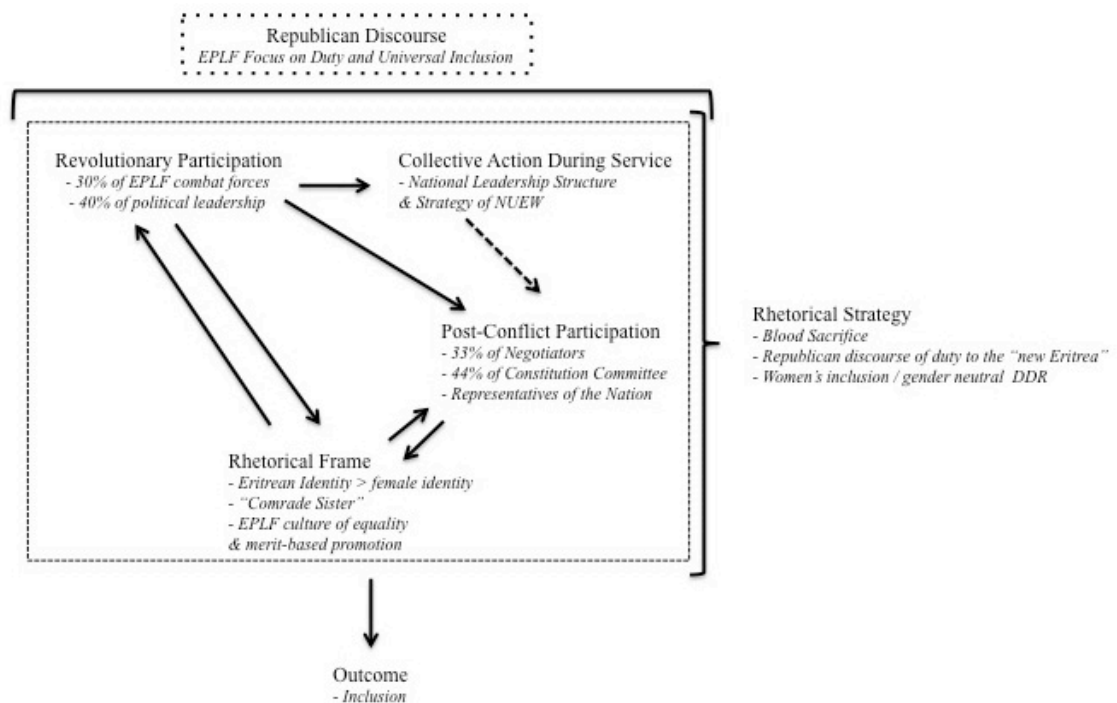 Republican Discourse
EPLF Focus on Duty and Universal Inclusion
Revolutionary Participation
- 30% of EPLF combat forces
- 40% of political leadership
Collective Action During Service
- National Leadership Structure
& Strategy of NUEW
Post-Conflict Participation
- 33% of Negotiators
- 44% of Constitution Committee
- Representatives of the Nation
Rhetorical Strategy
- Blood Sacrifice
- Republican discourse of duty to the “new Eritrea”
- Women’s inclusion / gender neutral DDR
Rhetorical Frame
- Eritrean Identity > female identity
- “Comrade Sister”
- EPLF culture of equality
& merit-based promotion
Outcome
- Inclusion